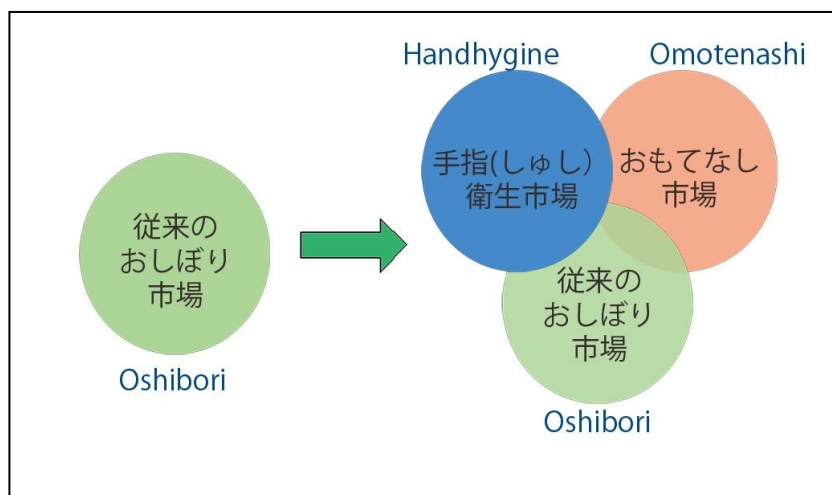 従来の
おしぼり
市場
Oshibori
Handhygine
Omotenashi
手指(しゅし）
衛生市場
おもてなし
市場
従来の
おしぼり
市場
Oshibori